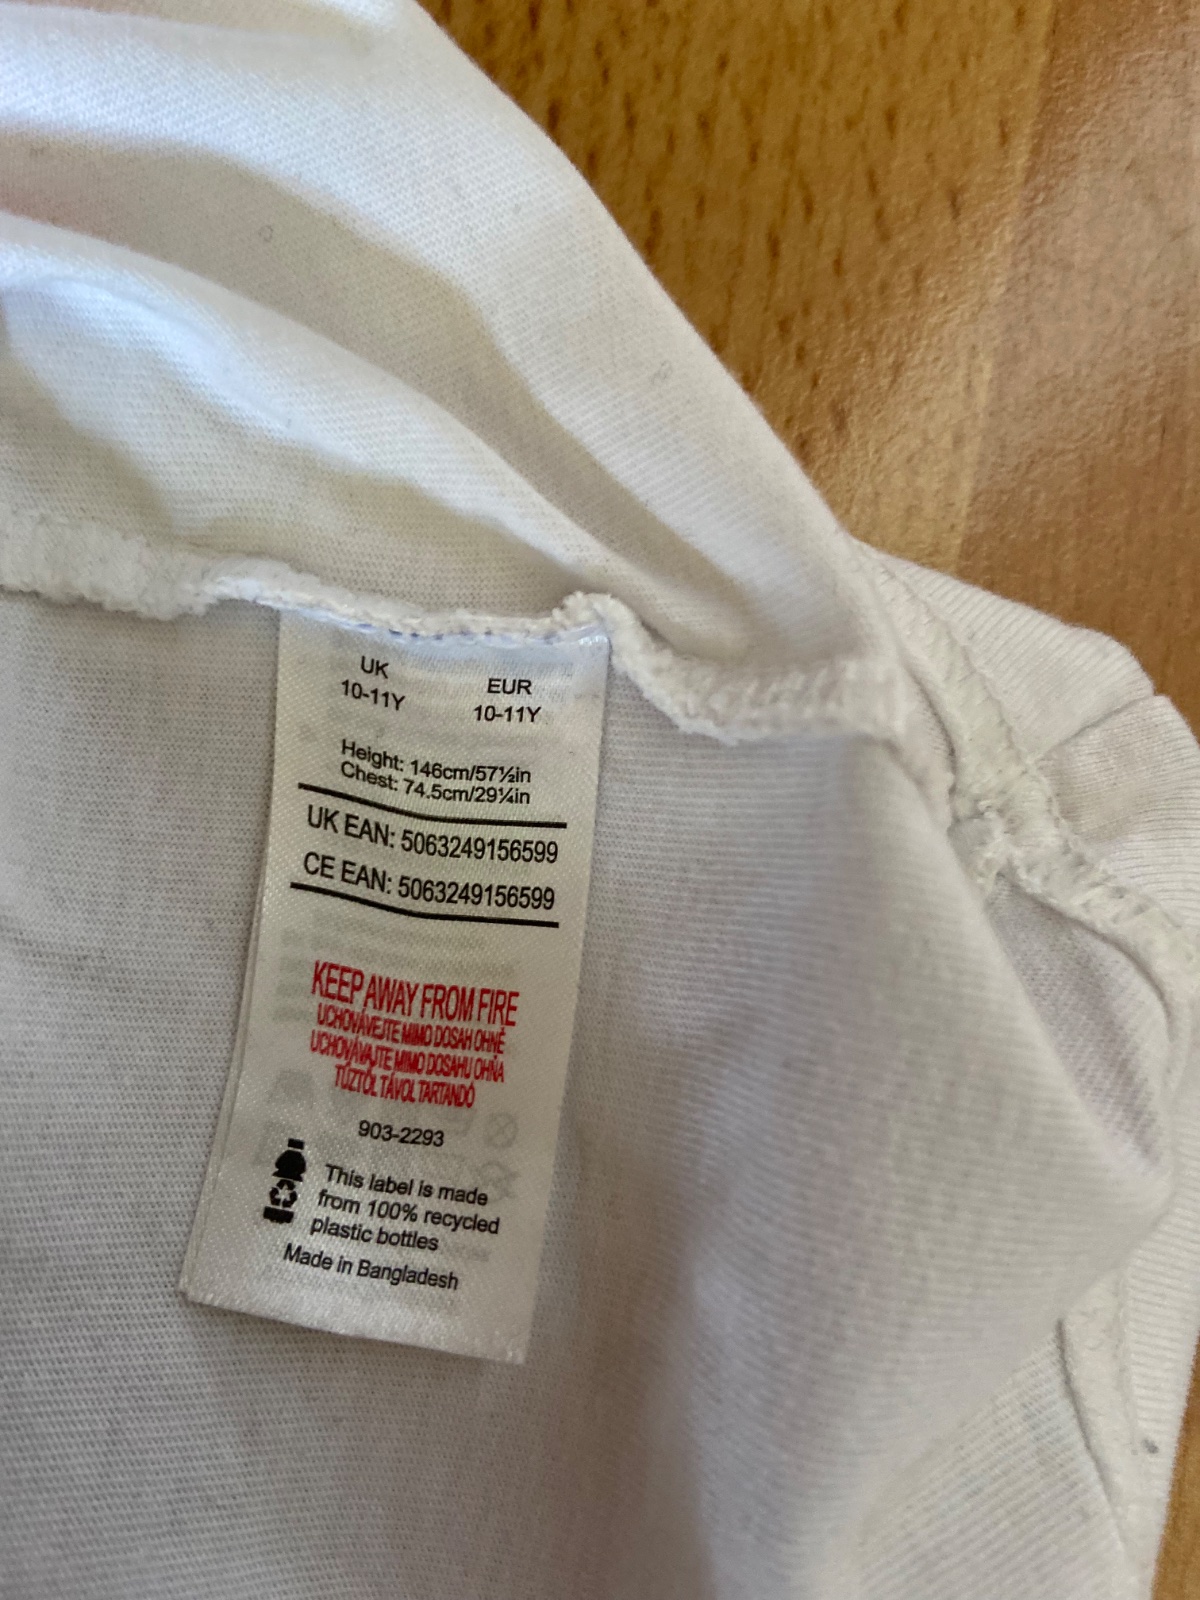 UK
10-11Y
EUR
10-11Y
Height: 146cm/57½in
Chest: 74.5cm/29¼in
UK EAN: 5063249156599
CE EAN: 5063249156599
KEEP AWAY FROM FIRE
UCHOVÁVEJTE MIMO DOSAH OHNĚ
UCHOVÁVAJTE MIMO DOSAHU OHŇA
TŰZTŐL TÁVOL TARTANDÓ
903-2293
This label is made
from 100% recycled
plastic bottles
Made in Bangladesh